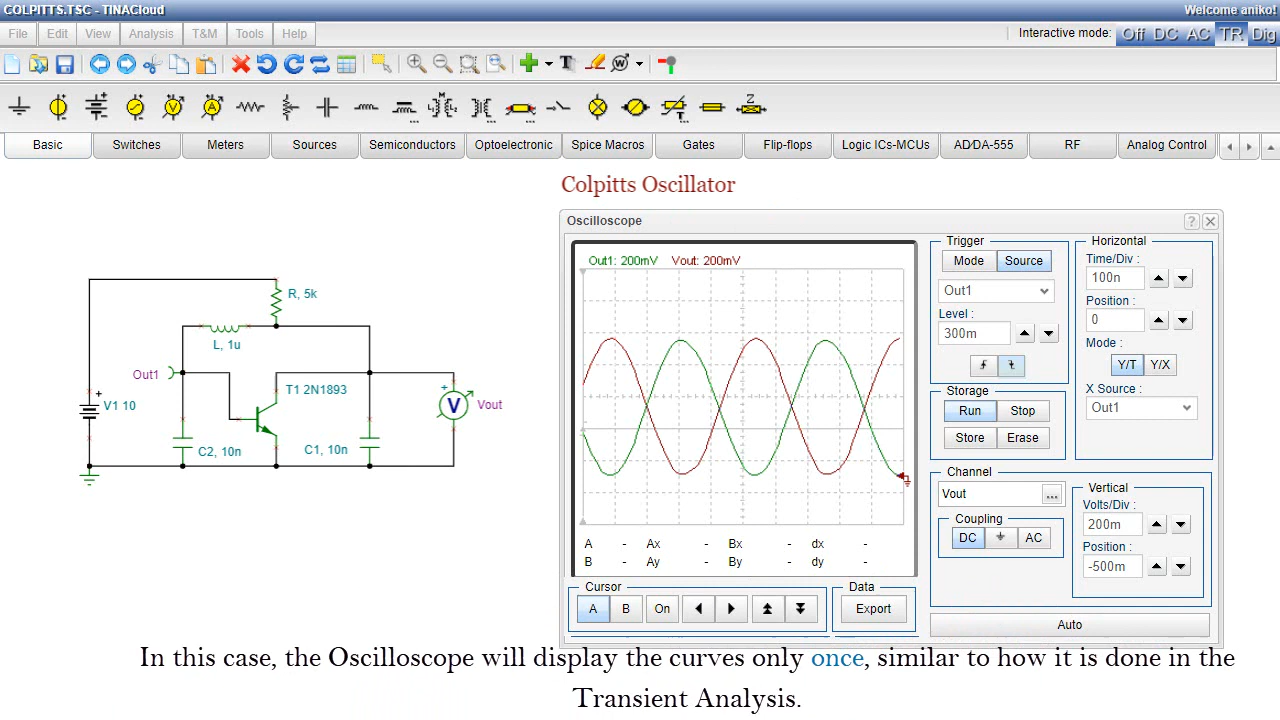 COLPITTS.TSC - TINACloud
Welcome aniko!
File Edit View Analysis T&M Tools Help
Interactive mode: Off DC AC TR Dig
Basic Switches Meters Sources Semiconductors Optoelectronic Spice Macros Gates Flip-flops Logic ICs-MCUs AD/DA-555 RF Analog Control
Colpitts Oscillator
R, 5k
L, 1u
Out1
T1 2N1893
+
V1 10
+
V
Vout
C2, 10n
C1, 10n
Oscilloscope
Out1: 200mV Vout: 200mV
A - Ax - Bx - dx -
B - Ay - By - dy -
Cursor
A B On
Data
Export
Trigger
Mode Source
Out1
Level :
300m
Storage
Run Stop
Store Erase
Horizontal
Time/Div :
100n
Position :
0
Mode :
Y/T Y/X
X Source :
Out1
Channel
Vout ...
Coupling
DC AC
Vertical
Volts/Div :
200m
Position :
-500m
Auto
In this case, the Oscilloscope will display the curves only once, similar to how it is done in the
Transient Analysis.